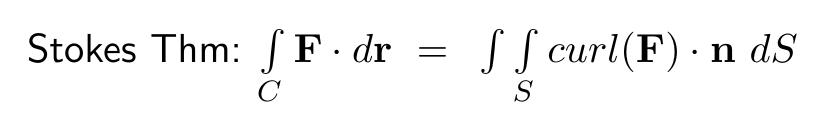 Stokes Thm: ∫_C F · dr = ∫∫_S curl(F) · n dS